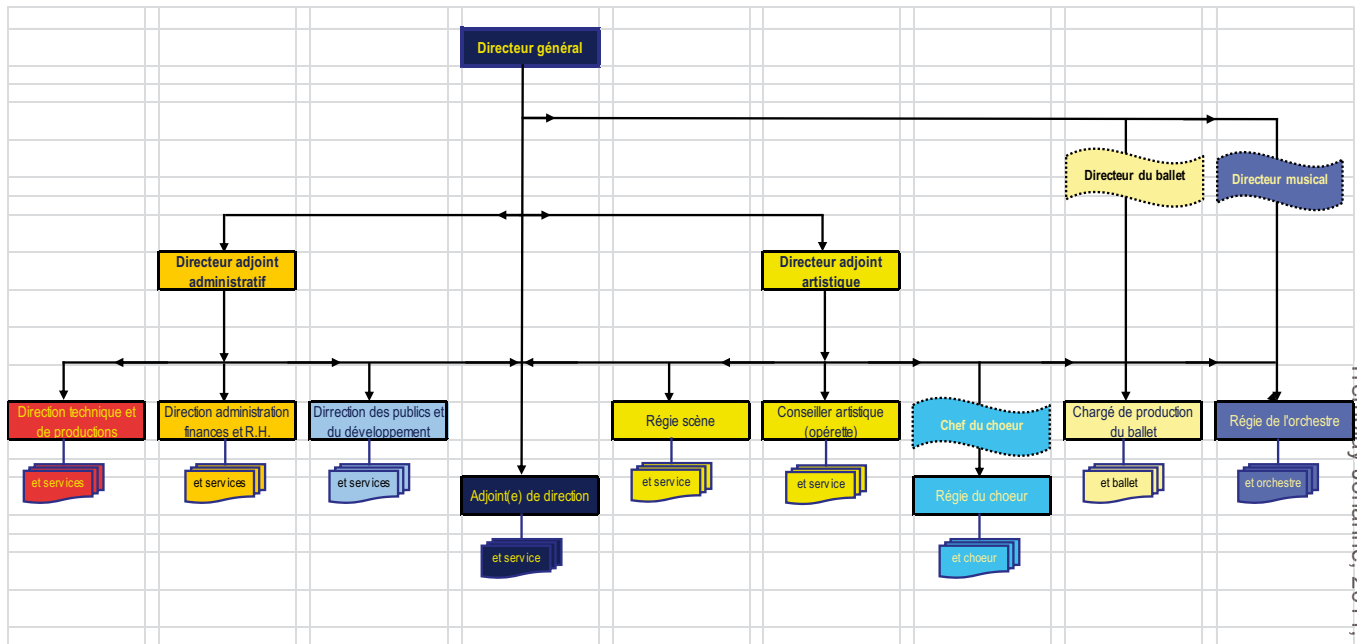 Directeur général
Directeur du ballet
Directeur musical
Directeur adjoint
administratif
Directeur adjoint
artistique
Direction technique et
de productions
Direction administration
finances et R.H.
Dirrection des publics et
du développement
Régie scène
Conseiller artistique
(opérette)
Chef du choeur
Chargé de production
du ballet
Régie de l'orchestre
et services
et services
et services
et service
et service
et ballet
et orchestre
Adjoint(e) de direction
Régie du choeur
et service
et choeur